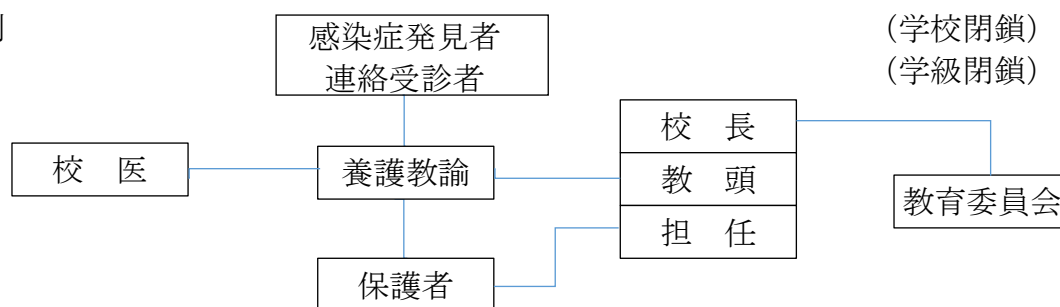 感染症発見者
連絡受診者
(学校閉鎖)
(学級閉鎖)
校 長
校 医
養護教諭
教 頭
教育委員会
担 任
保護者